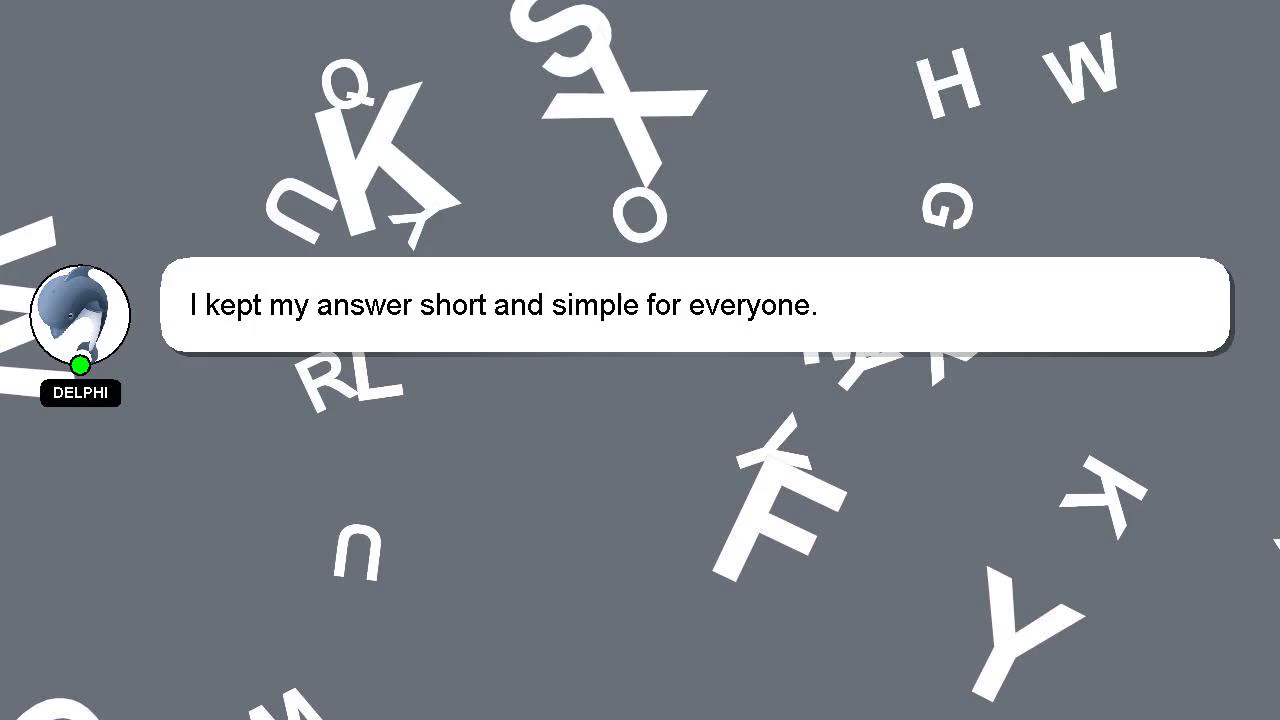 I kept my answer short and simple for everyone.
DELPHI
S
Q
K
X
H
W
U
Y
O
G
R
L
K
F
K
U
Y
M